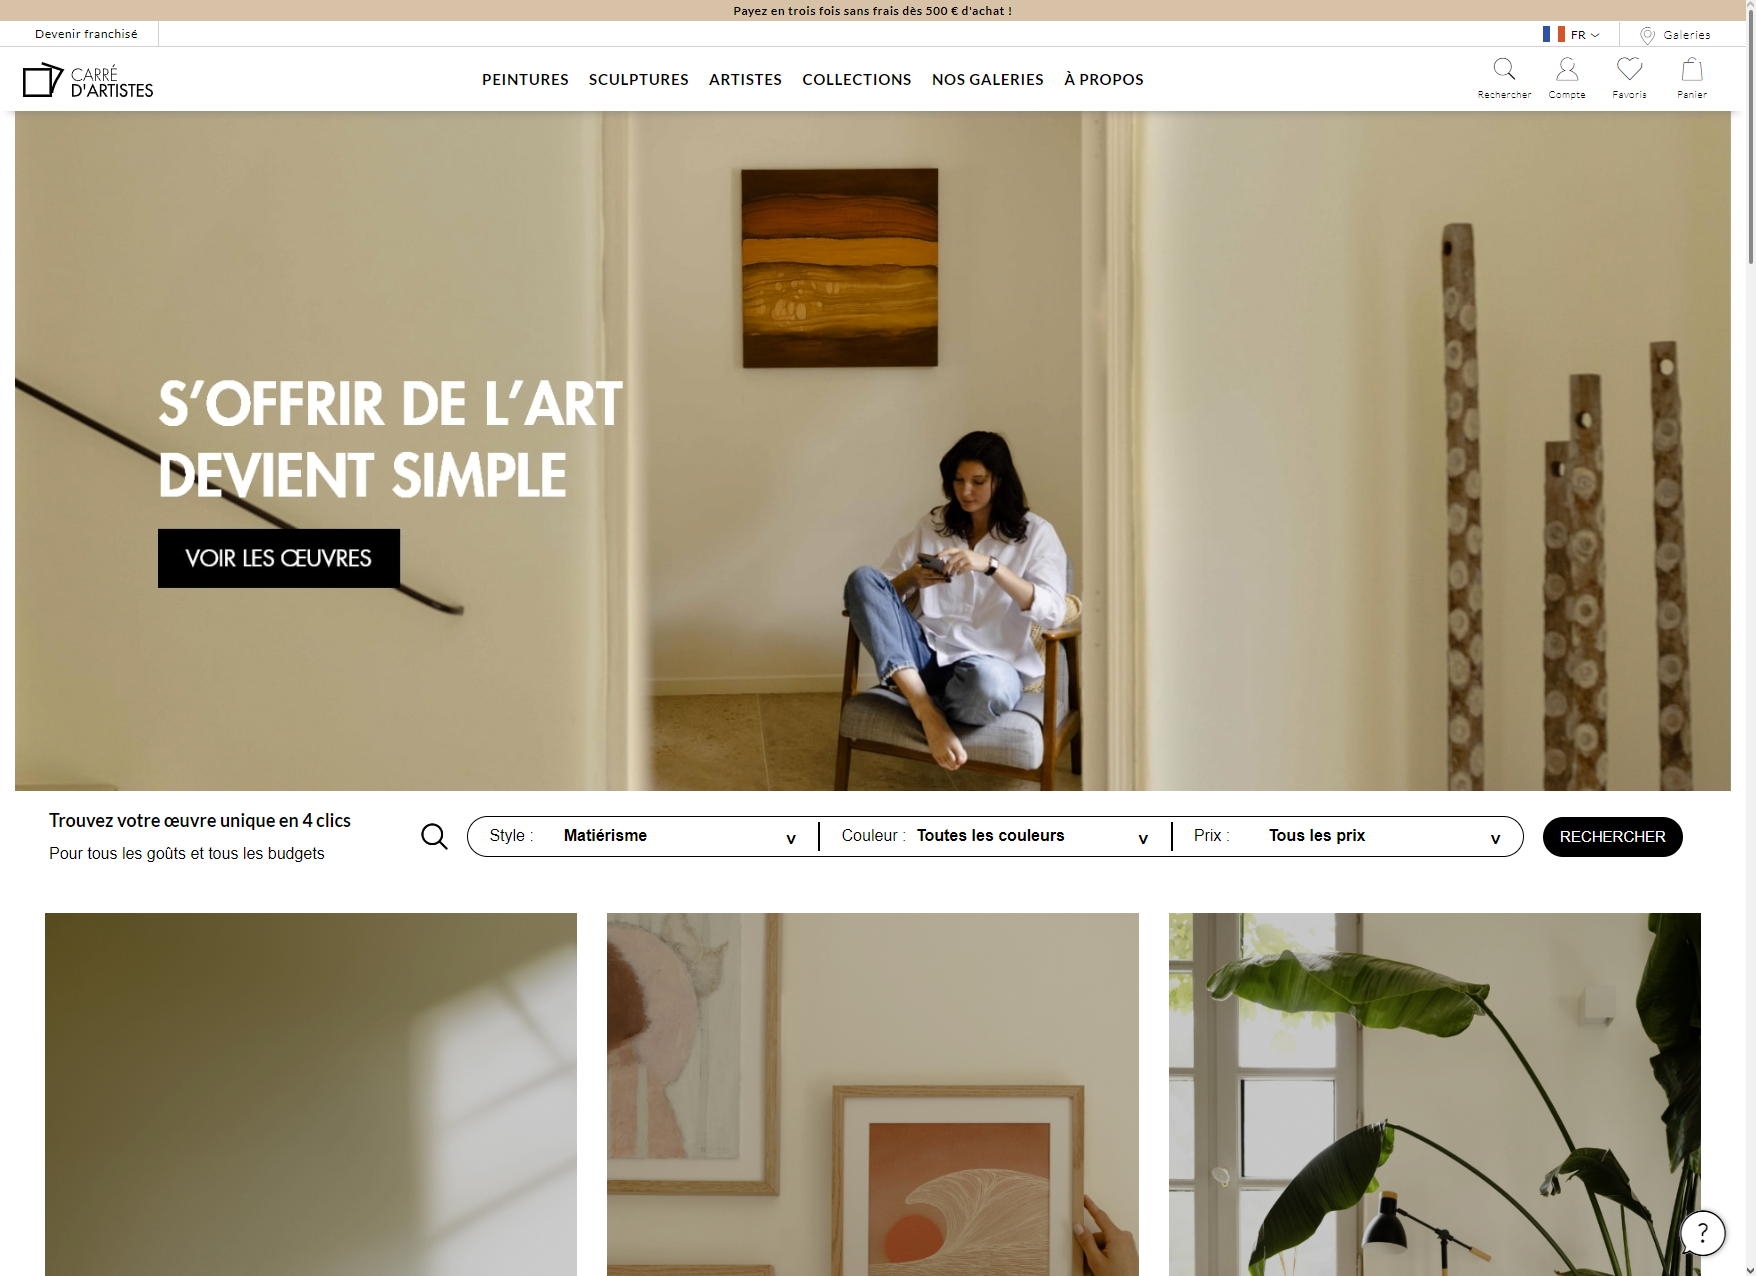 Payez en trois fois sans frais dès 500 € d'achat !
Devenir franchisé
FR
Galeries
CARRÉ
D'ARTISTES
PEINTURES SCULPTURES ARTISTES COLLECTIONS NOS GALERIES À PROPOS
Rechercher Compte Favoris Panier
S'OFFRIR DE L'ART
DEVIENT SIMPLE
VOIR LES ŒUVRES
Trouvez votre œuvre unique en 4 clics
Pour tous les goûts et tous les budgets
Style : Matiérisme v Couleur : Toutes les couleurs v Prix : Tous les prix v
RECHERCHER
?